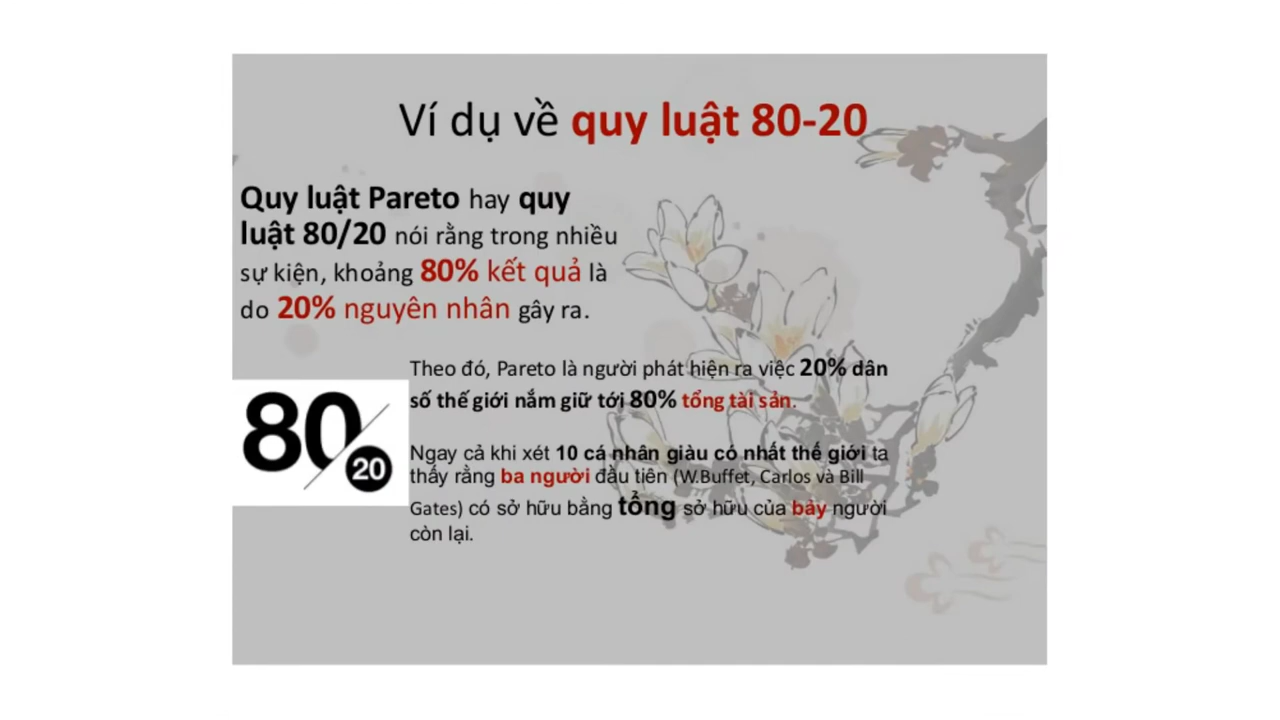 Ví dụ về quy luật 80-20
Quy luật Pareto hay quy
luật 80/20 nói rằng trong nhiều
sự kiện, khoảng 80% kết quả là
do 20% nguyên nhân gây ra.
Theo đó, Pareto là người phát hiện ra việc 20% dân
số thế giới nắm giữ tới 80% tổng tài sản.
80
20
Ngay cả khi xét 10 cá nhân giàu có nhất thế giới ta
thấy rằng ba người đầu tiên (W.Buffet, Carlos và Bill
Gates) có sở hữu bằng tổng sở hữu của bảy người
còn lại.